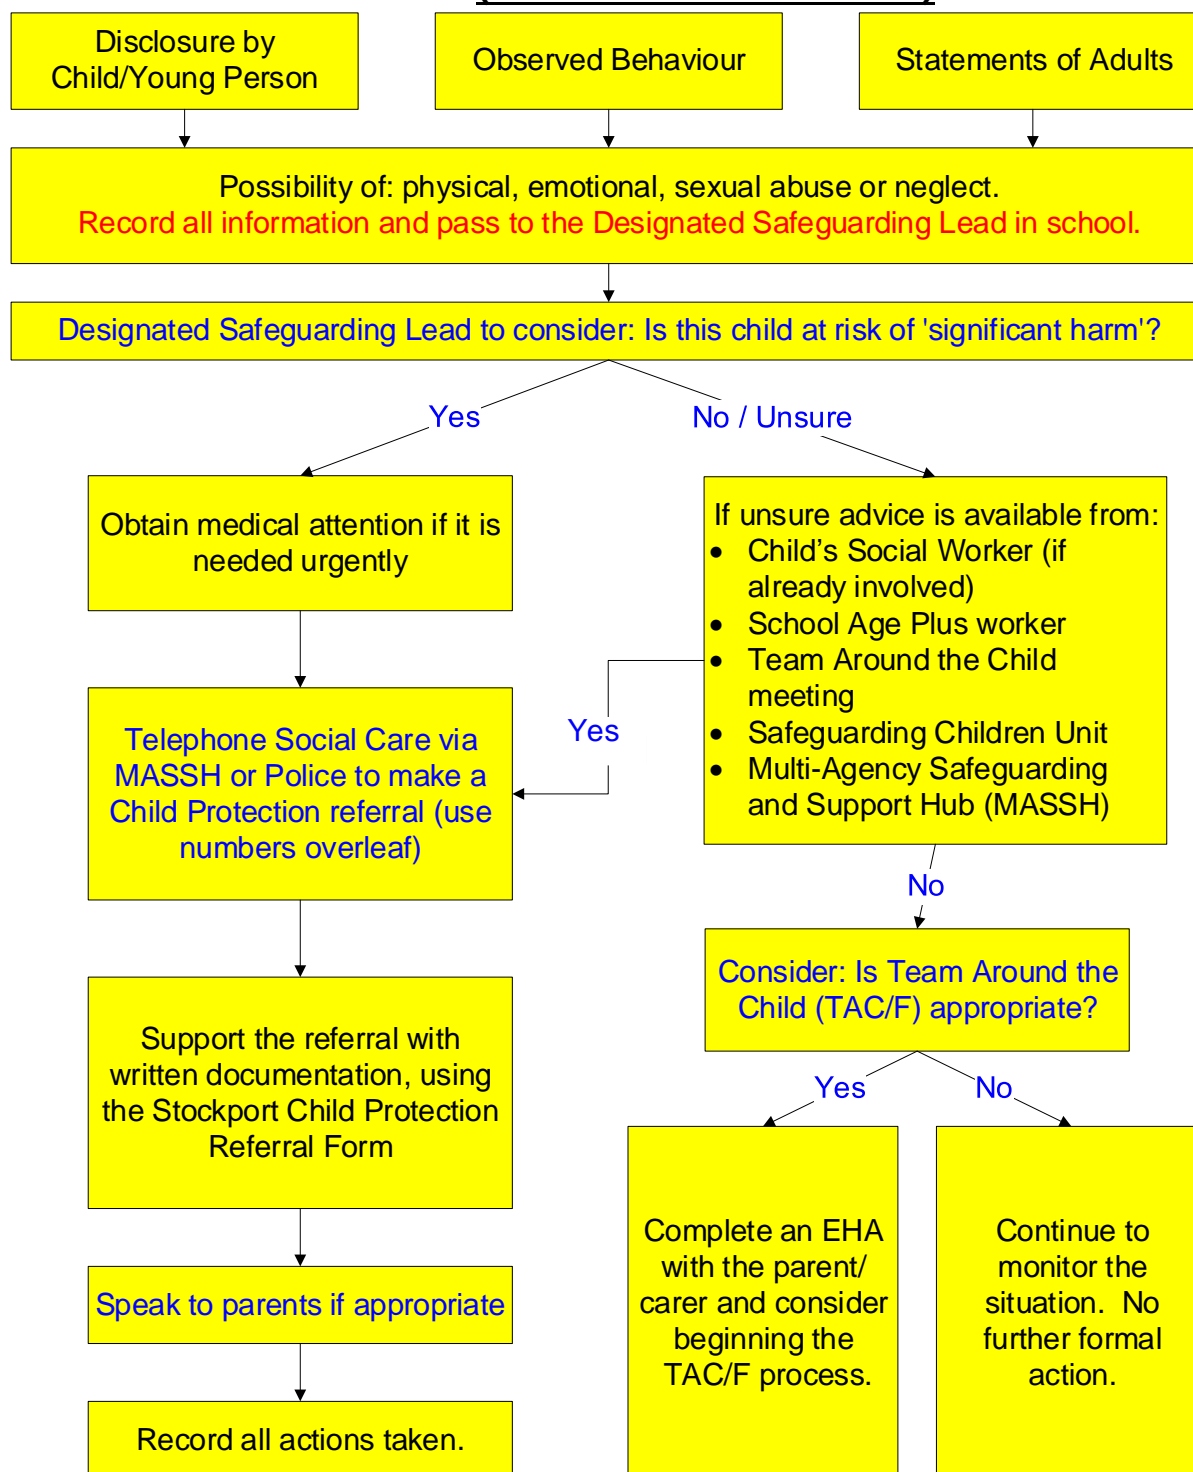 Disclosure by
Child/Young Person
Observed Behaviour
Statements of Adults
Possibility of: physical, emotional, sexual abuse or neglect.
Record all information and pass to the Designated Safeguarding Lead in school.
Designated Safeguarding Lead to consider: Is this child at risk of 'significant harm'?
Yes
No / Unsure
Obtain medical attention if it is
needed urgently
If unsure advice is available from:
• Child’s Social Worker (if
already involved)
• School Age Plus worker
• Team Around the Child
meeting
• Safeguarding Children Unit
• Multi-Agency Safeguarding
and Support Hub (MASSH)
Yes
Telephone Social Care via
MASSH or Police to make a
Child Protection referral (use
numbers overleaf)
No
Consider: Is Team Around the
Child (TAC/F) appropriate?
Support the referral with
written documentation, using
the Stockport Child Protection
Referral Form
Yes
No
Speak to parents if appropriate
Record all actions taken.
Complete an EHA
with the parent/
carer and consider
beginning the
TAC/F process.
Continue to
monitor the
situation.  No
further formal
action.